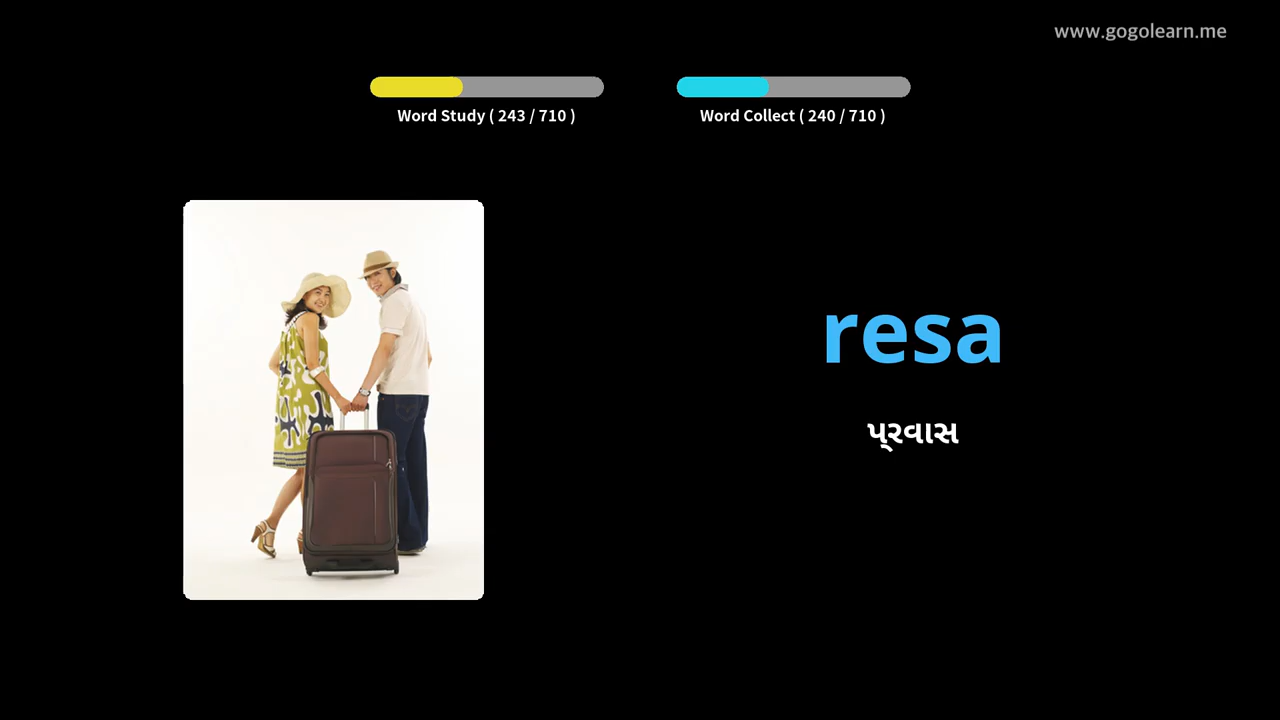 www.gogolearn.me
Word Study ( 243 / 710 )
Word Collect ( 240 / 710 )
resa
પ્રવાસ